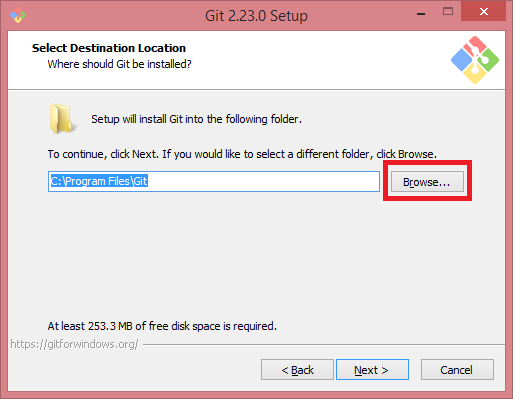 Git 2.23.0 Setup
Select Destination Location
Where should Git be installed?
Setup will install Git into the following folder.
To continue, click Next. If you would like to select a different folder, click Browse.
C:\Program Files\Git
Browse...
At least 253.3 MB of free disk space is required.
https://gitforwindows.org/
< Back
Next >
Cancel